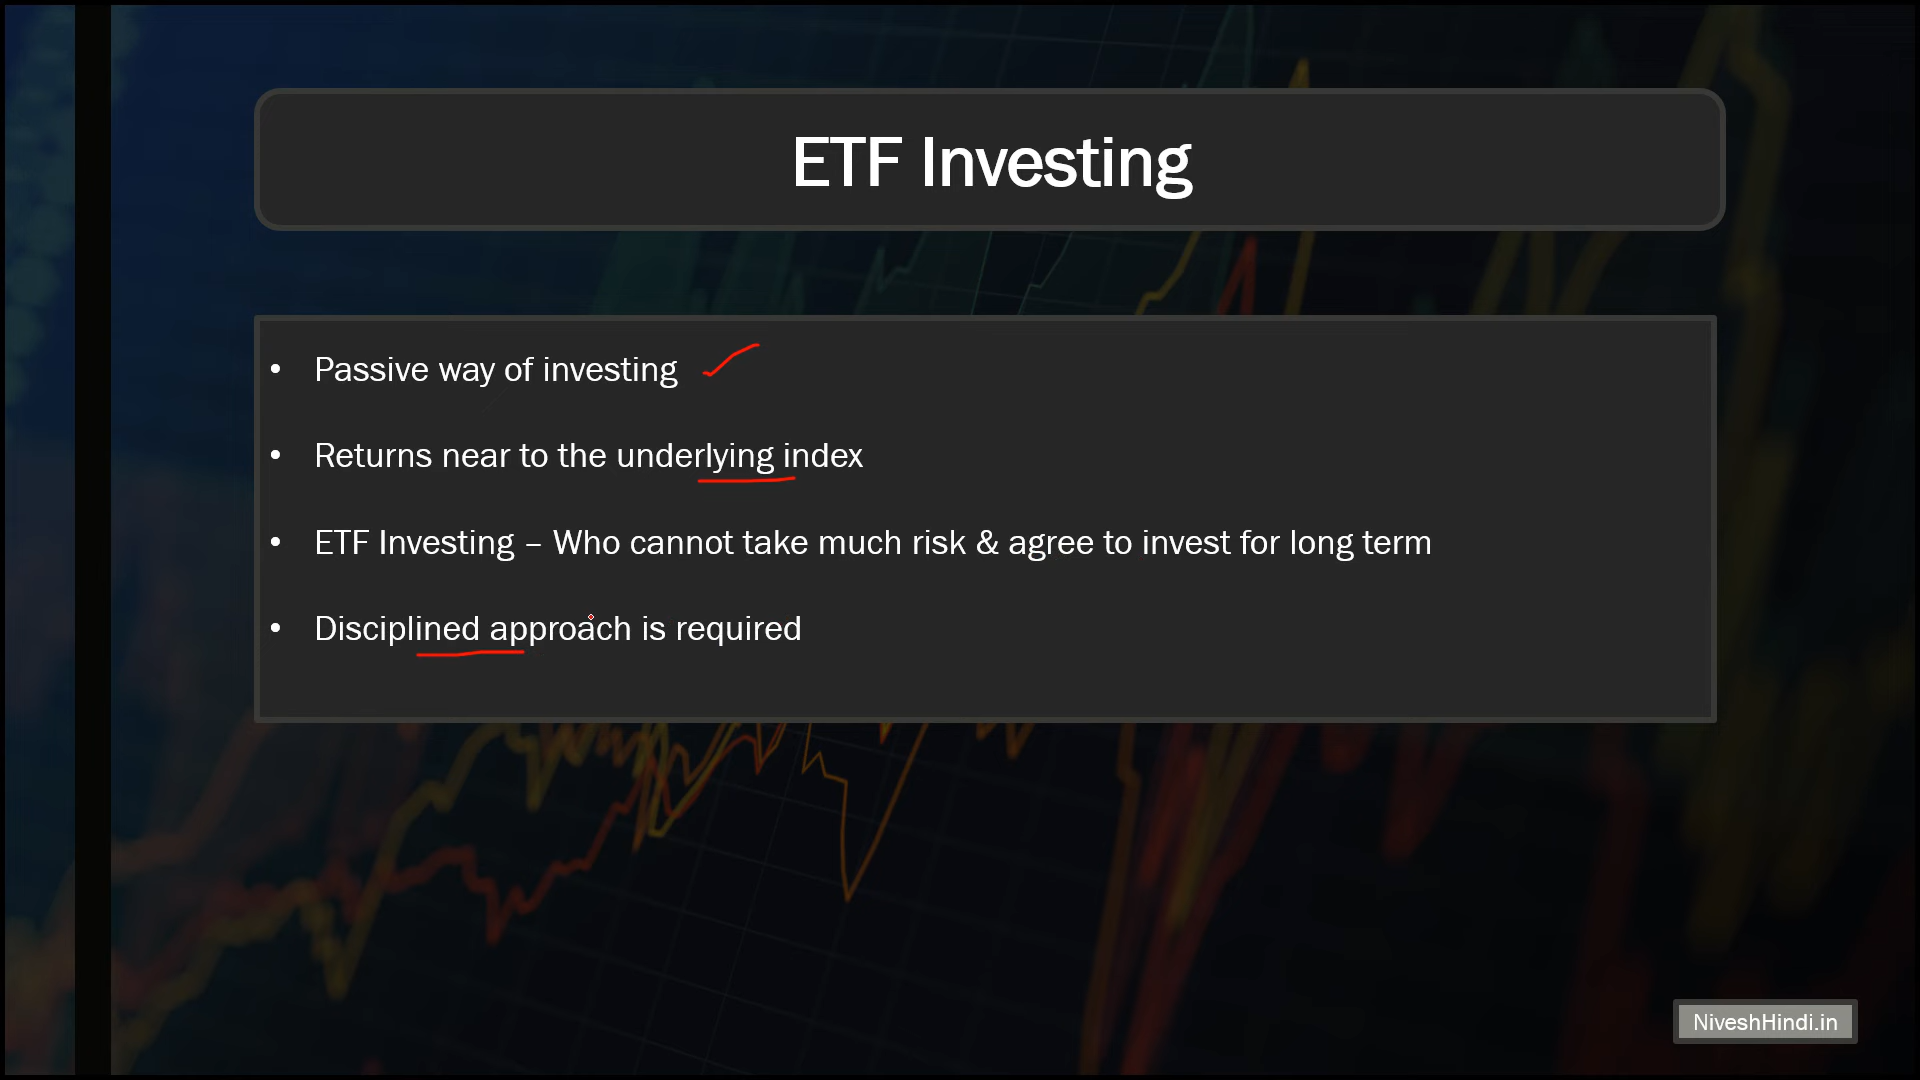 ETF Investing
• Passive way of investing
• Returns near to the underlying index
• ETF Investing – Who cannot take much risk & agree to invest for long term
• Disciplined approach is required
NiveshHindi.in